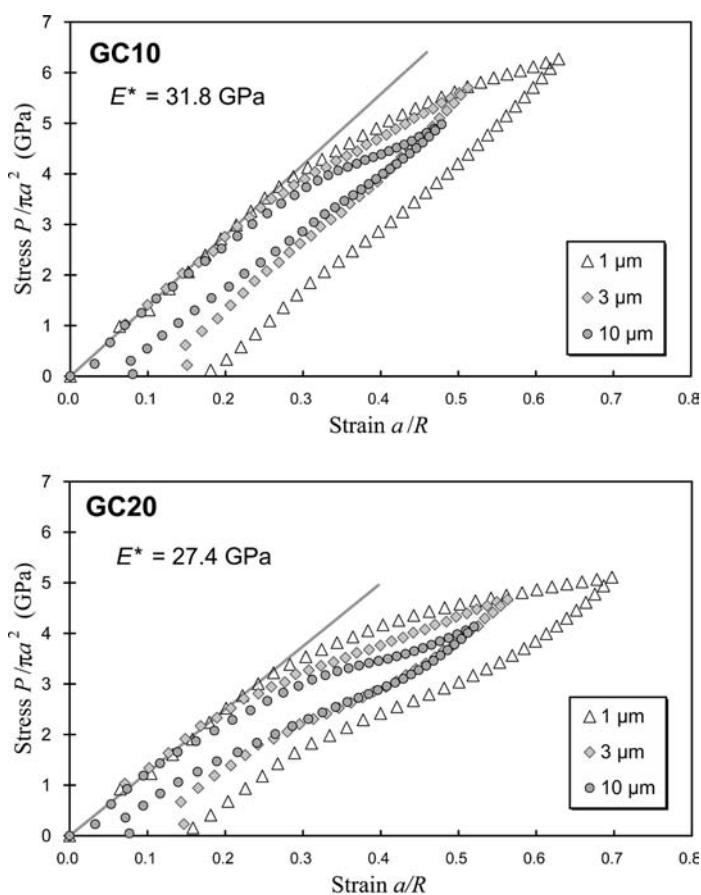 GC10
E* = 31.8 GPa
Stress P/πa² (GPa)
7
6
5
4
3
2
1
0
1 µm
3 µm
10 µm
0.0 0.1 0.2 0.3 0.4 0.5 0.6 0.7 0.8
Strain a/R
GC20
E* = 27.4 GPa
Stress P/πa² (GPa)
7
6
5
4
3
2
1
0
1 µm
3 µm
10 µm
0.0 0.1 0.2 0.3 0.4 0.5 0.6 0.7 0.8
Strain a/R